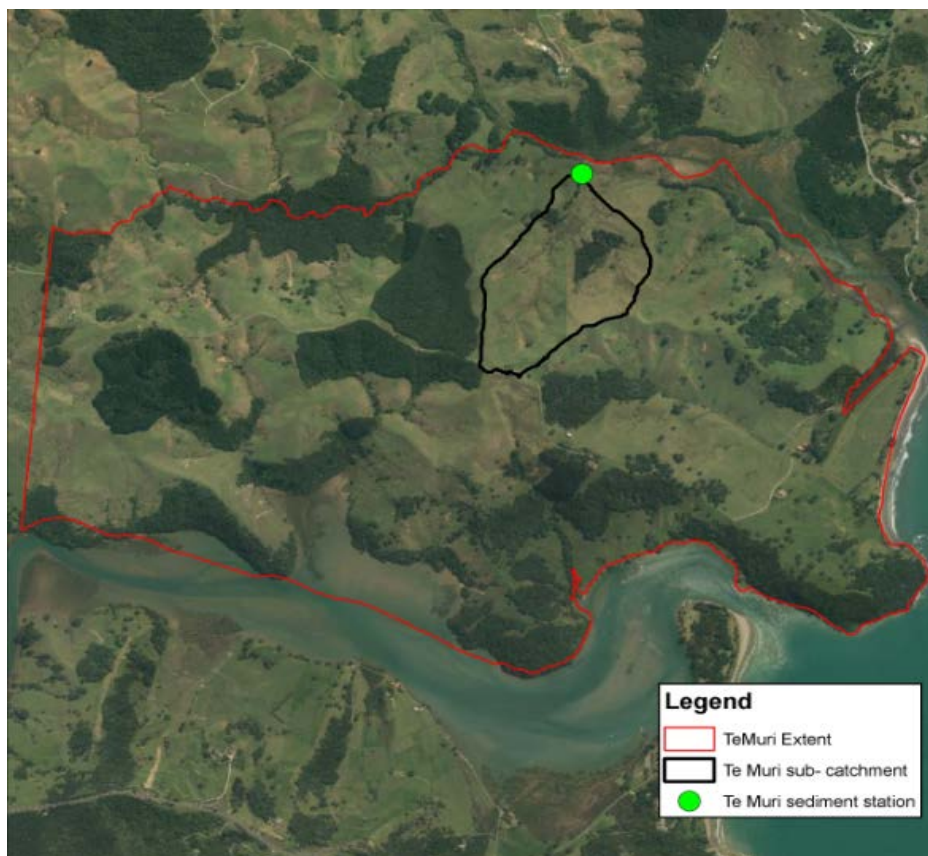 Legend
TeMuri Extent
Te Muri sub- catchment
Te Muri sediment station